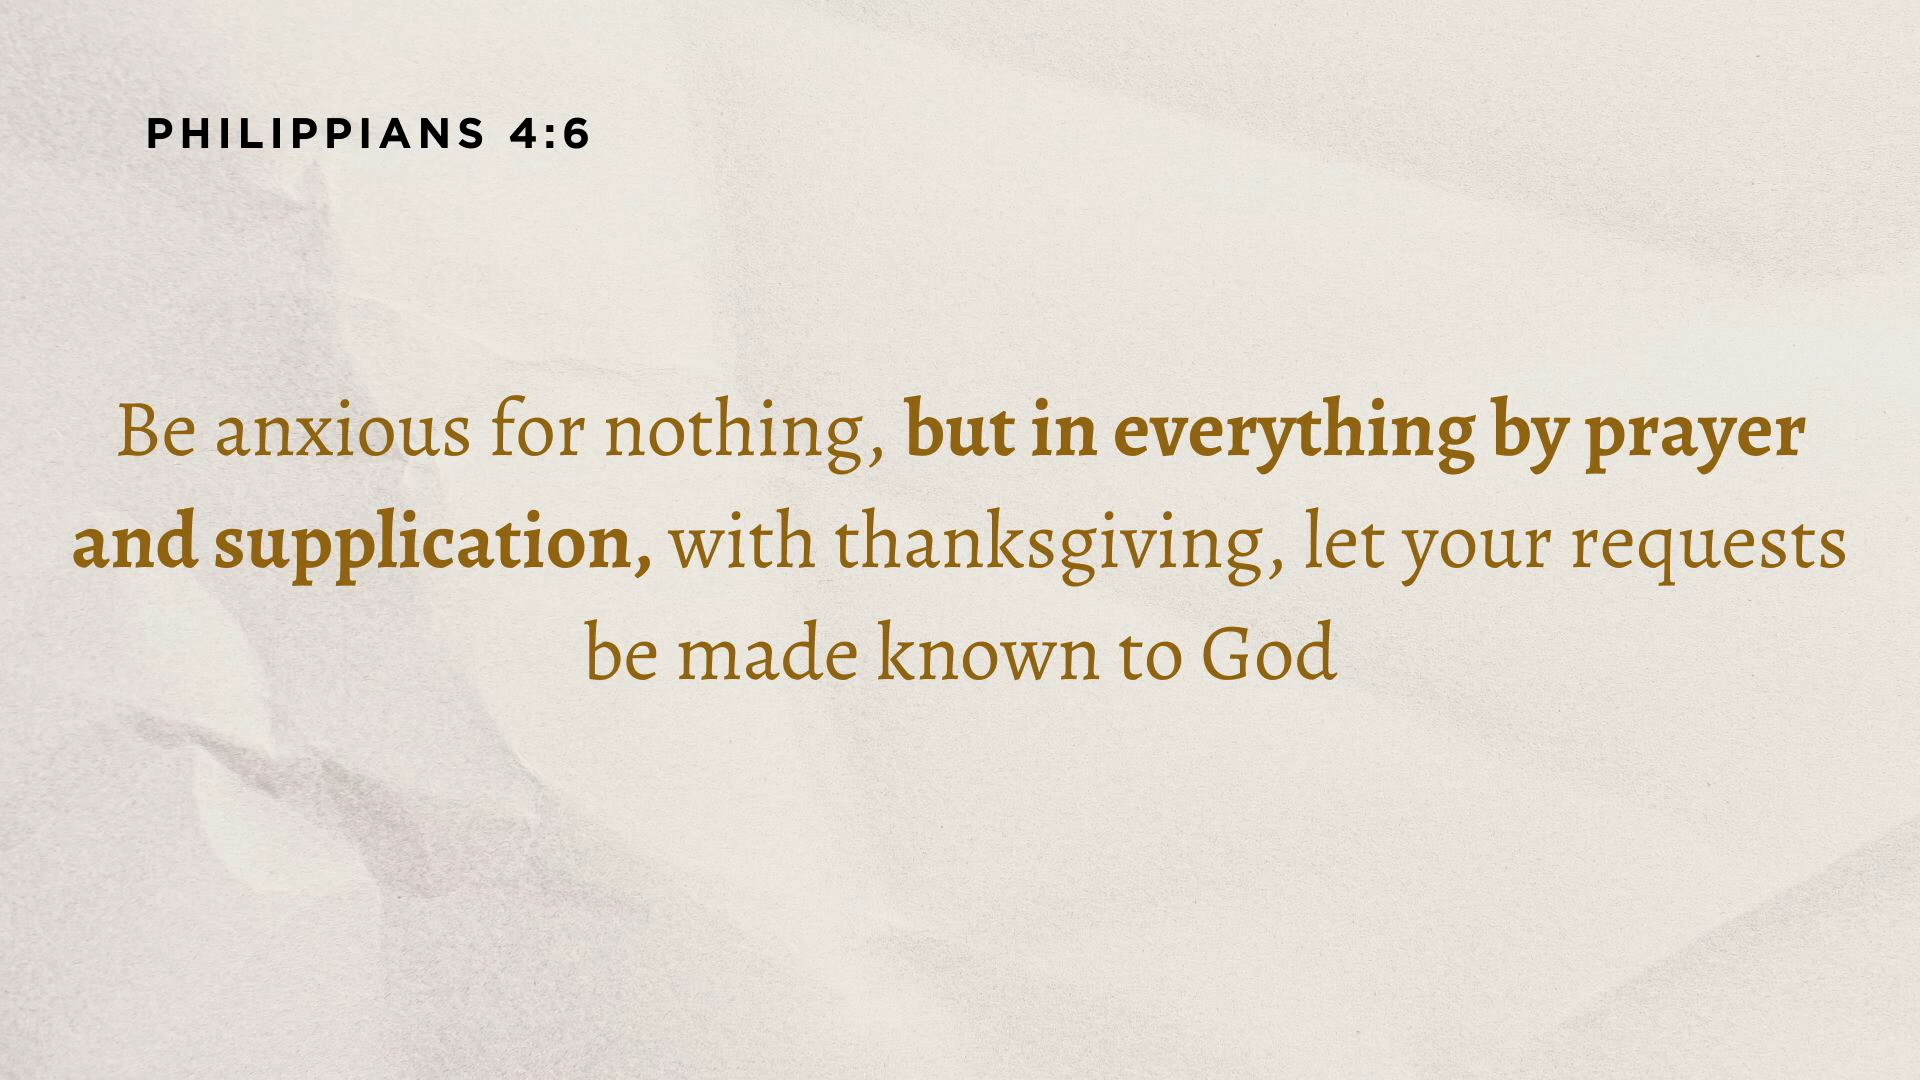 PHILIPPIANS 4:6
Be anxious for nothing, but in everything by prayer
and supplication, with thanksgiving, let your requests
be made known to God